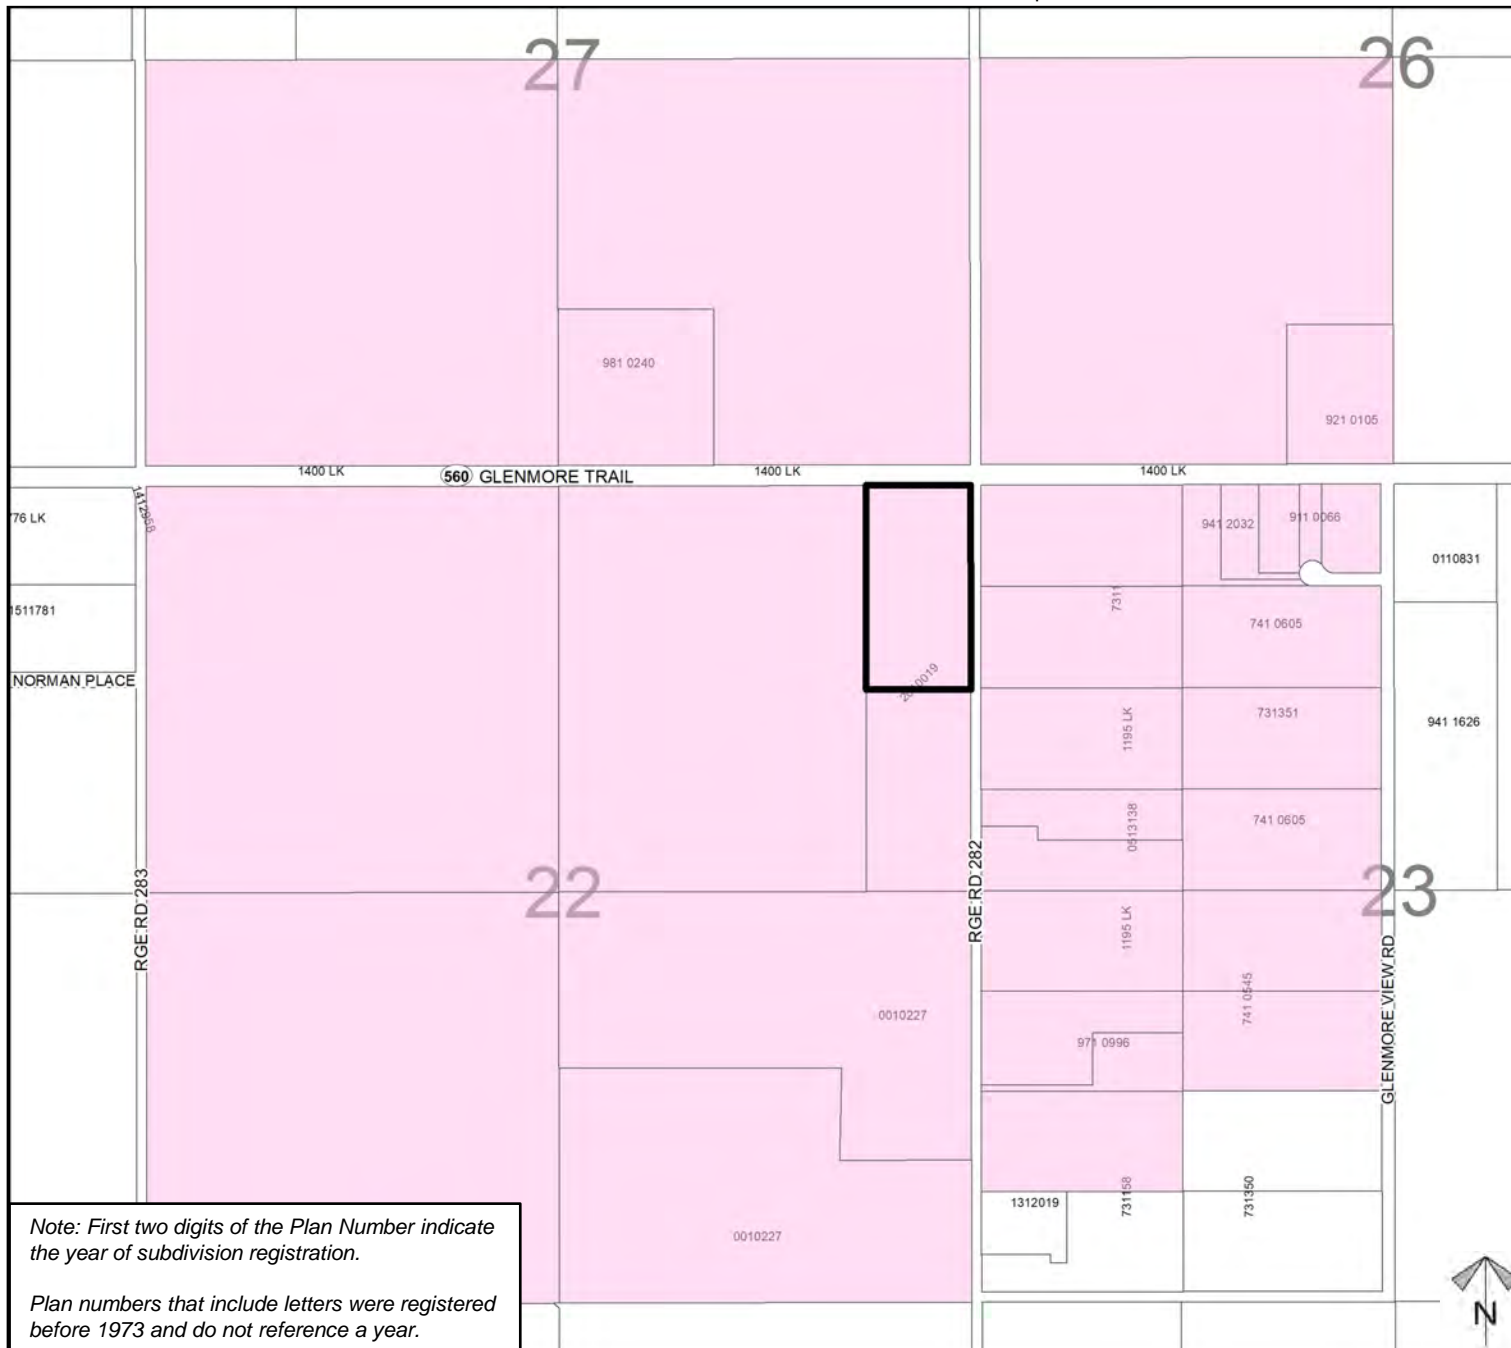 27
26
981 0240
921 0105
1400 LK
560 GLENMORE TRAIL
1400 LK
1400 LK
1412958
76 LK
941 2032
911 0066
0110831
1511781
7311
741 0605
NORMAN PLACE
731351
1195 LK
941 1626
0513138
741 0605
RGE RD 283
22
RGE RD 282
23
1195 LK
741 0545
GLENMORE VIEW RD
0010227
971 0996
1312019
731158
731350
0010227
Note: First two digits of the Plan Number indicate
the year of subdivision registration.
Plan numbers that include letters were registered
before 1973 and do not reference a year.
N